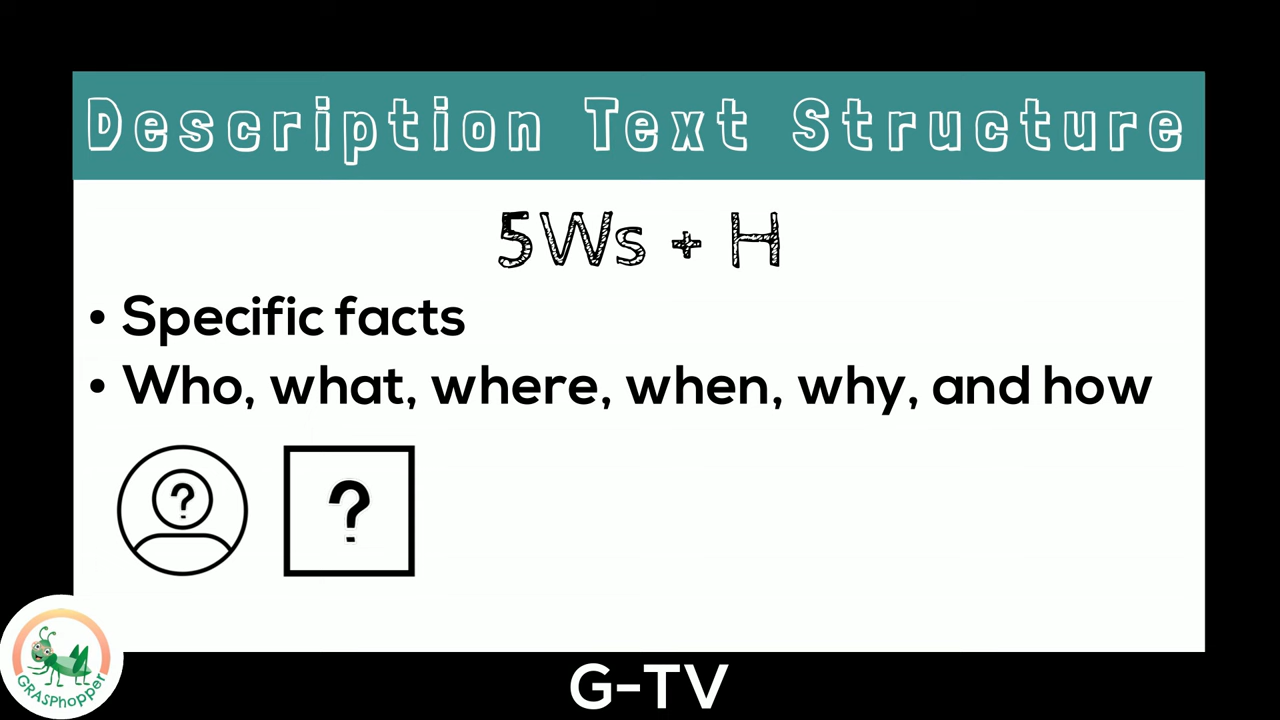 Description Text Structure
5Ws + H
• Specific facts
• Who, what, where, when, why, and how
?
?
GRASPhopper
G-TV